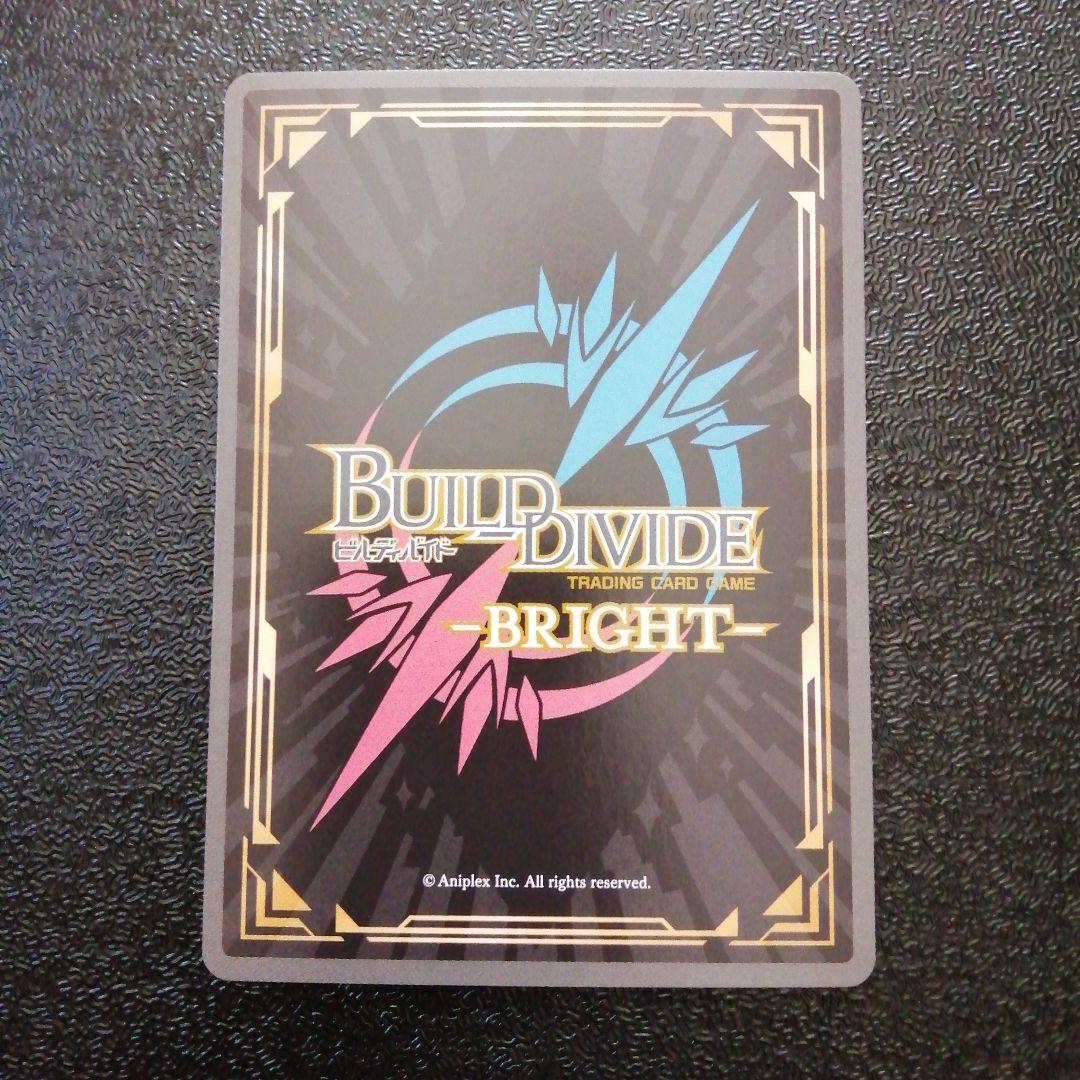 BUILD DIVIDE
ビルディバイド
TRADING CARD GAME
-BRIGHT-
© Aniplex Inc. All rights reserved.